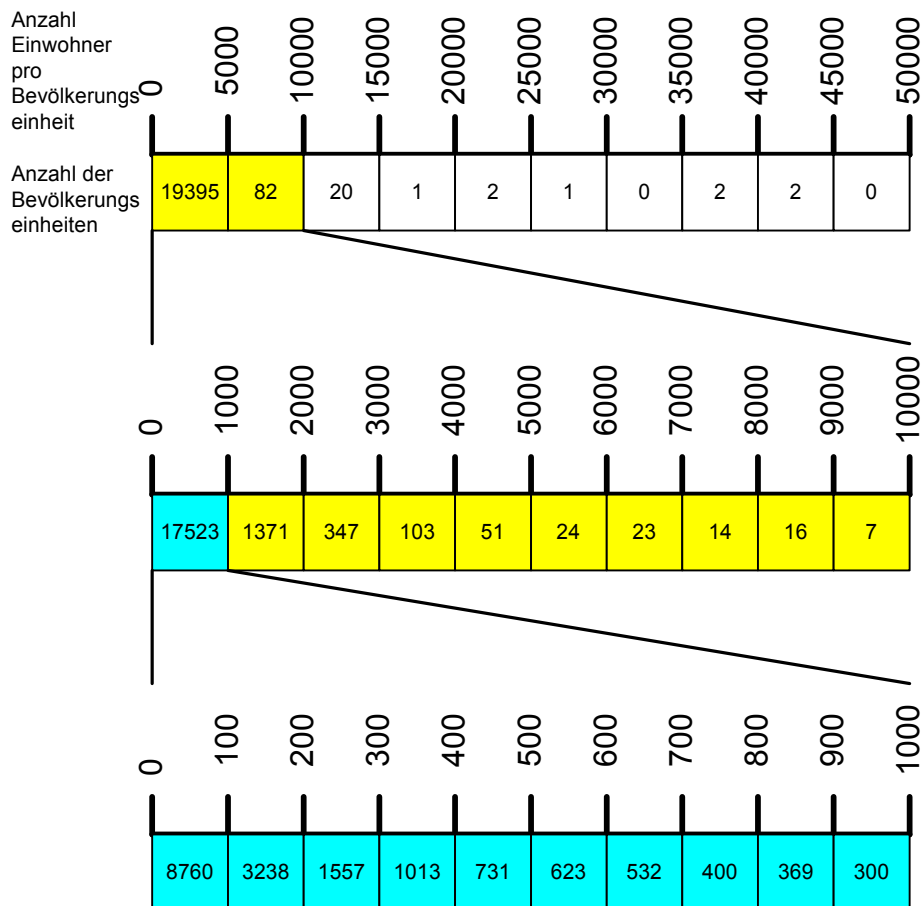 Anzahl
Einwohner
pro
Bevölkerungs
einheit
0 5000 10000 15000 20000 25000 30000 35000 40000 45000 50000
Anzahl der
Bevölkerungs
einheiten
19395 82 20 1 2 1 0 2 2 0
0 1000 2000 3000 4000 5000 6000 7000 8000 9000 10000
17523 1371 347 103 51 24 23 14 16 7
0 100 200 300 400 500 600 700 800 900 1000
8760 3238 1557 1013 731 623 532 400 369 300